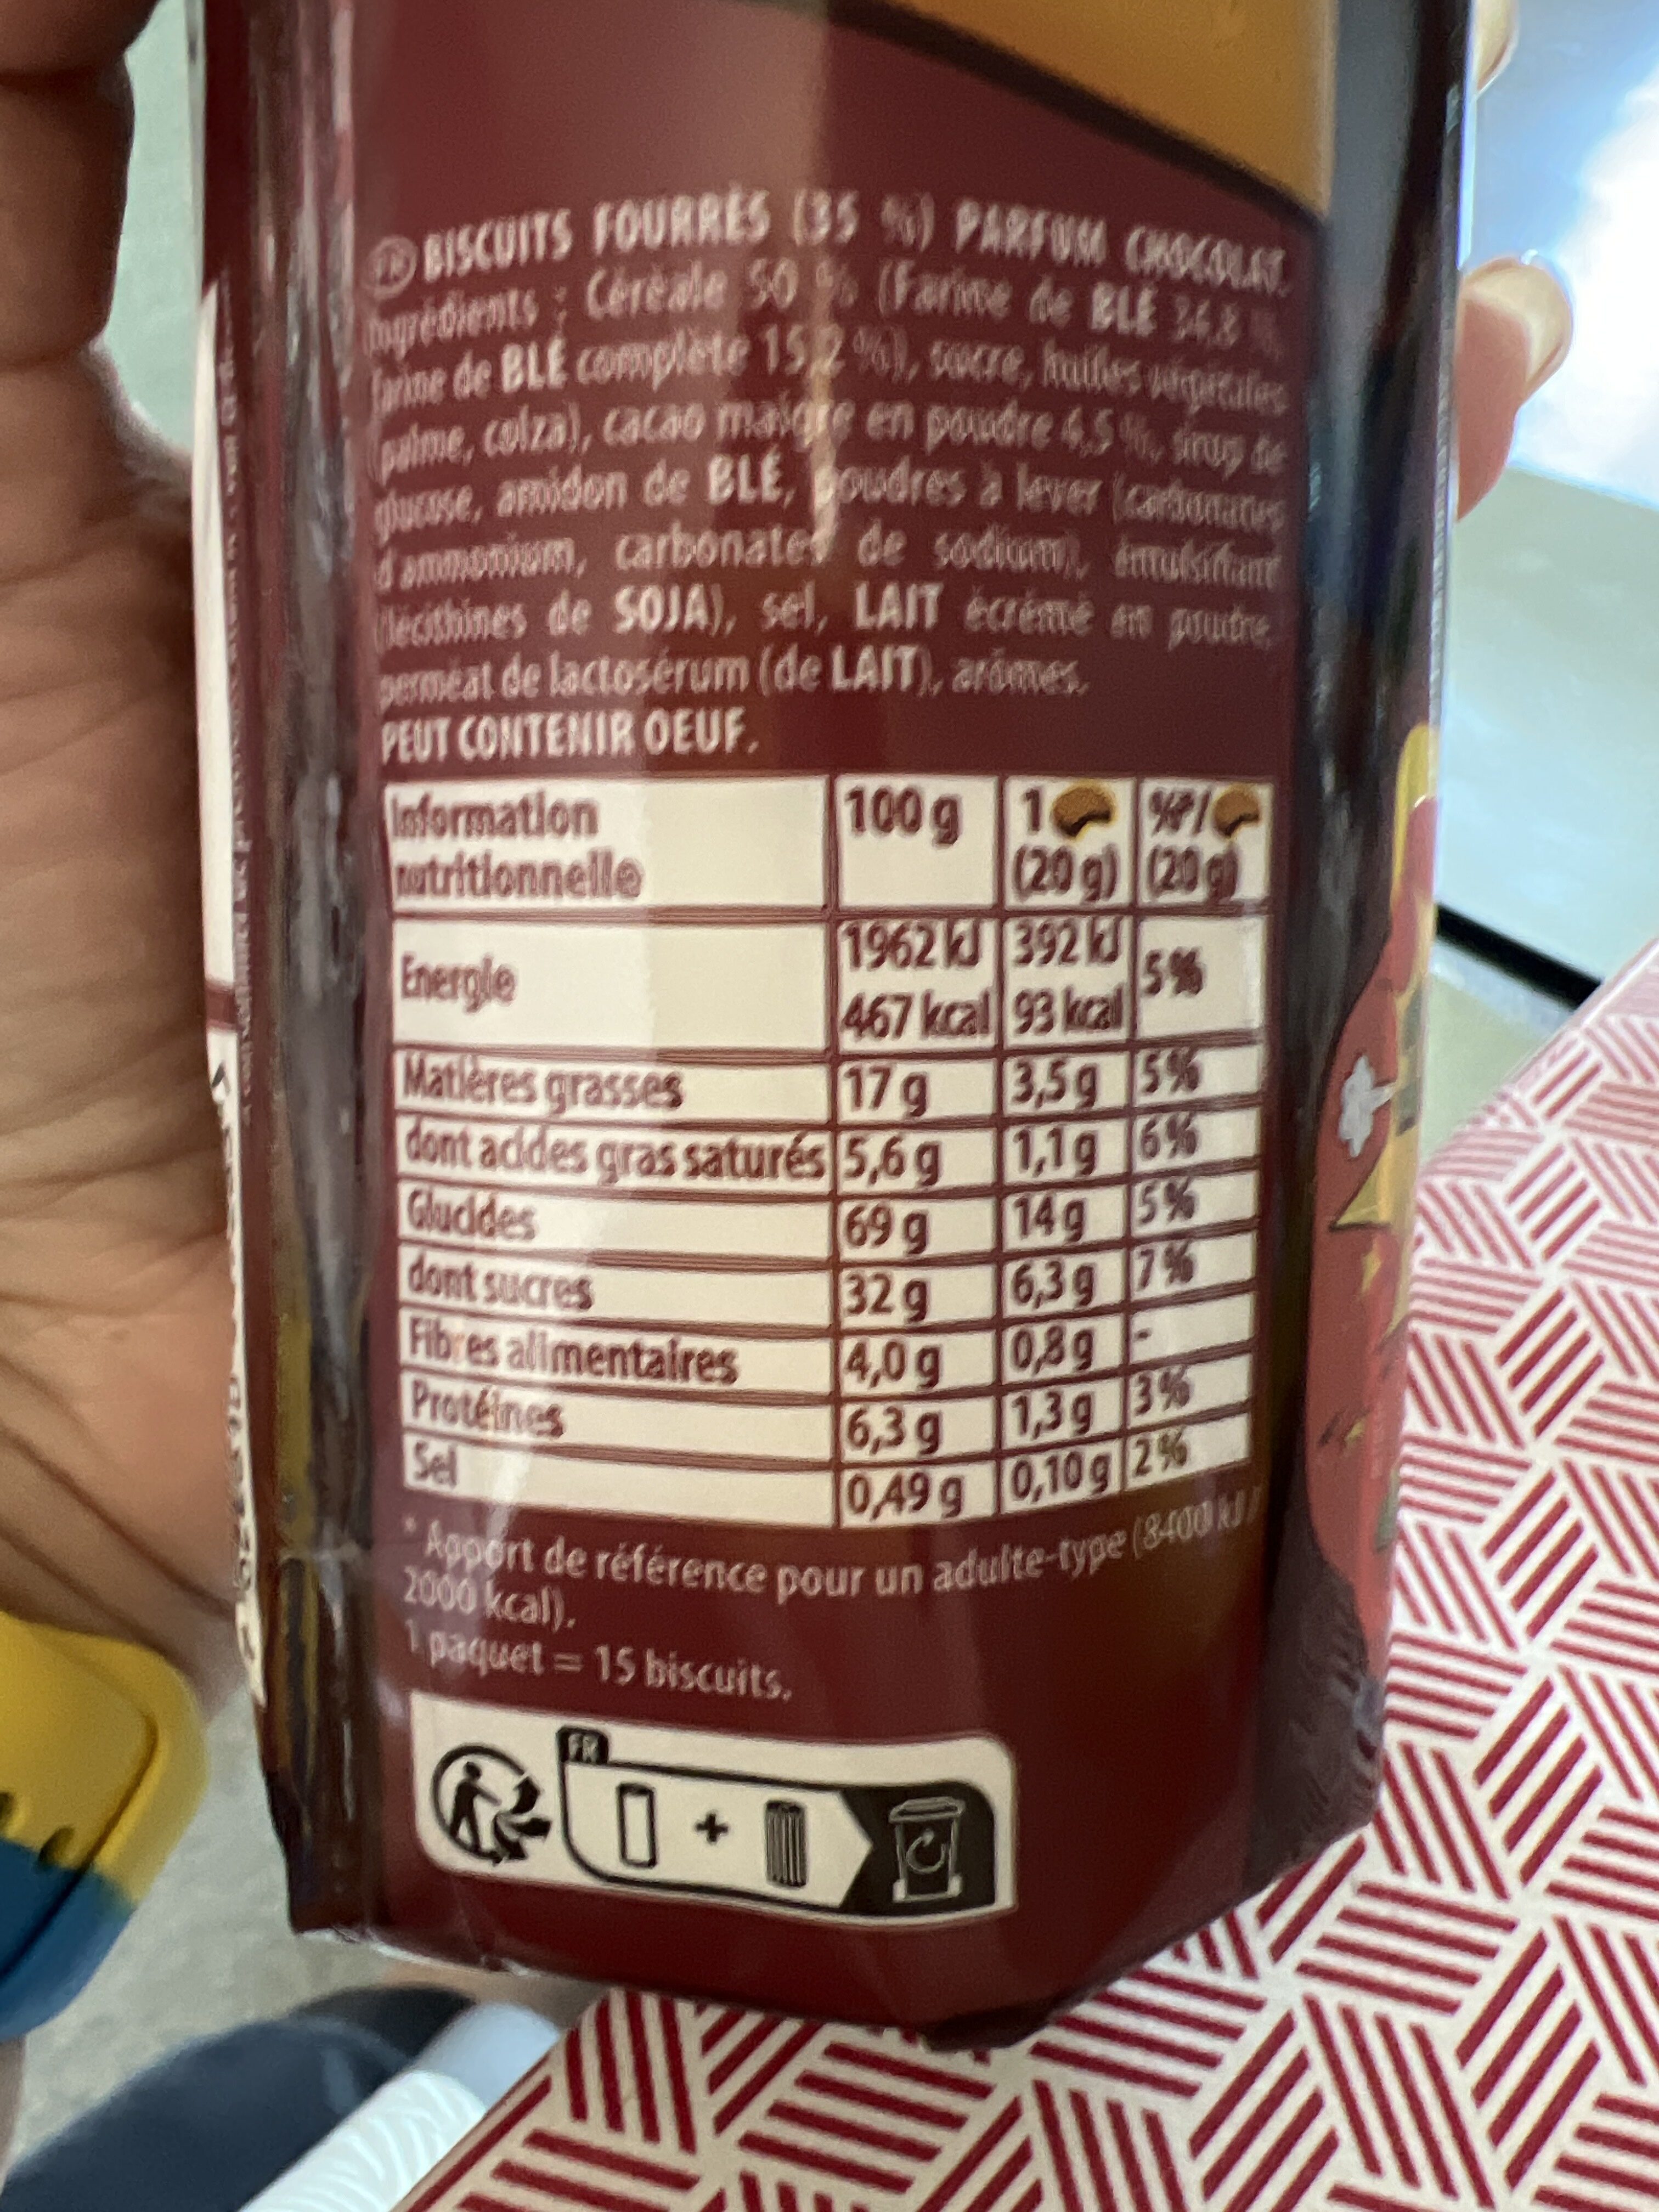 FR BISCUITS FOURRÉS (35 %) PARFUM CHOCOLAT.
Ingrédients : Céréale 50 % (Farine de BLÉ 34,8 %,
farine de BLÉ complète 15,2 %), sucre, huiles végétales
(palme, colza), cacao maigre en poudre 4,5 %, sirop de
glucose, amidon de BLÉ, poudres à lever (carbonates
d'ammonium, carbonates de sodium), émulsifiant
(lécithines de SOJA), sel, LAIT écrémé en poudre,
perméat de lactosérum (de LAIT), arômes.
PEUT CONTENIR OEUF.
Information nutritionnelle 100 g 1 (20 g) %*/ (20 g)
Energie 1962 kJ 392 kJ 5 %
467 kcal 93 kcal
Matières grasses 17 g 3,5 g 5 %
dont acides gras saturés 5,6 g 1,1 g 6 %
Glucides 69 g 14 g 5 %
dont sucres 32 g 6,3 g 7 %
Fibres alimentaires 4,0 g 0,8 g -
Protéines 6,3 g 1,3 g 3 %
Sel 0,49 g 0,10 g 2 %
* Apport de référence pour un adulte-type (8400 kJ/
2000 kcal).
1 paquet = 15 biscuits.
FR
+